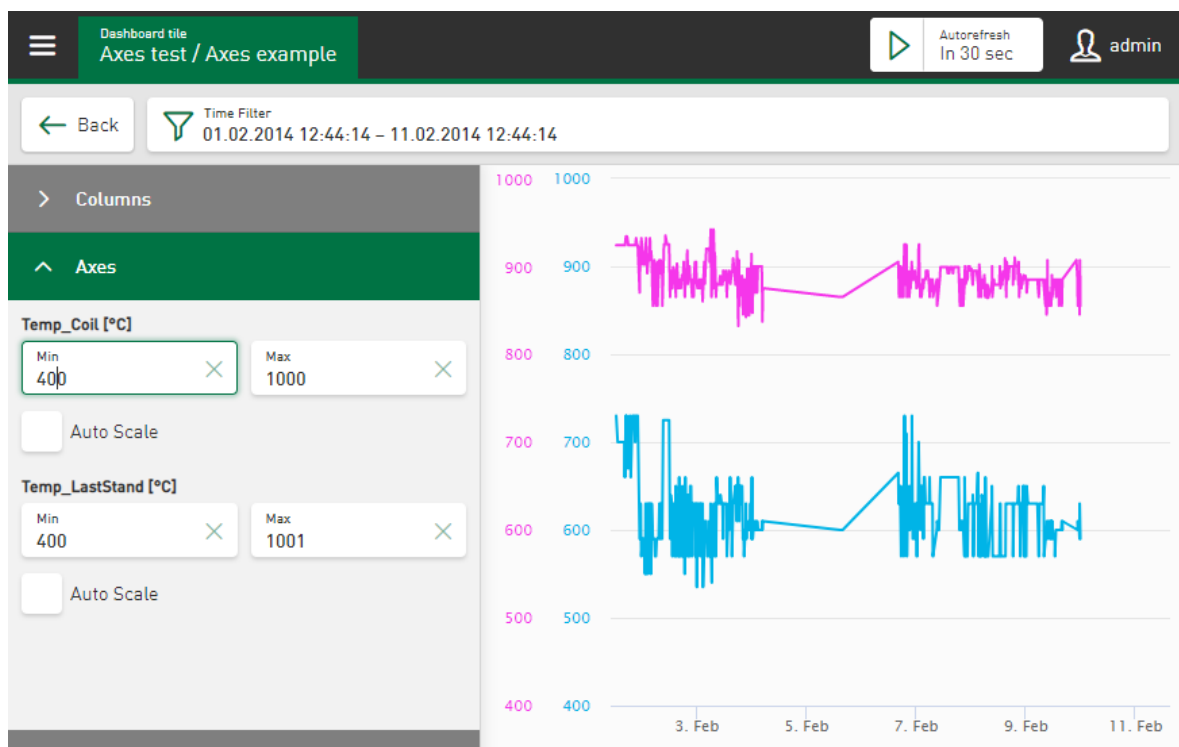 Dashboard tile
Axes test / Axes example
Autorefresh
In 30 sec
admin
Back
Time Filter
01.02.2014 12:44:14 – 11.02.2014 12:44:14
Columns
Axes
Temp_Coil [°C]
Min
400
Max
1000
Auto Scale
Temp_LastStand [°C]
Min
400
Max
1001
Auto Scale
1000 1000
900 900
800 800
700 700
600 600
500 500
400 400
3. Feb 5. Feb 7. Feb 9. Feb 11. Feb